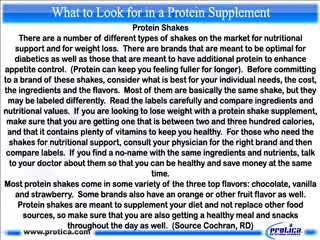 What to Look for in a Protein Supplement
Protein Shakes
There are a number of different types of shakes on the market for nutritional
support and for weight loss.  There are brands that are meant to be optimal for
diabetics as well as those that are meant to have additional protein to enhance
appetite control.  (Protein can keep you feeling fuller for longer).  Before committing
to a brand of these shakes, consider what is best for your individual needs, the cost,
the ingredients and the flavors.  Most of them are basically the same shake, but they
may be labeled differently.  Read the labels carefully and compare ingredients and
nutritional values.  If you are looking to lose weight with a protein shake supplement,
make sure that you are getting one that is between two and three hundred calories,
and that it contains plenty of vitamins to keep you healthy.  For those who need the
shakes for nutritional support, consult your physician for the right brand and then
compare labels.  If you find a no-name with the same ingredients and nutrients, talk
to your doctor about them so that you can be healthy and save money at the same
time.
Most protein shakes come in some variety of the three top flavors: chocolate, vanilla
and strawberry.  Some brands also have an orange or other fruit flavor as well.
Protein shakes are meant to supplement your diet and not replace other food
sources, so make sure that you are also getting a healthy meal and snacks
throughout the day as well.  (Source Cochran, RD)
www.protica.com
protica